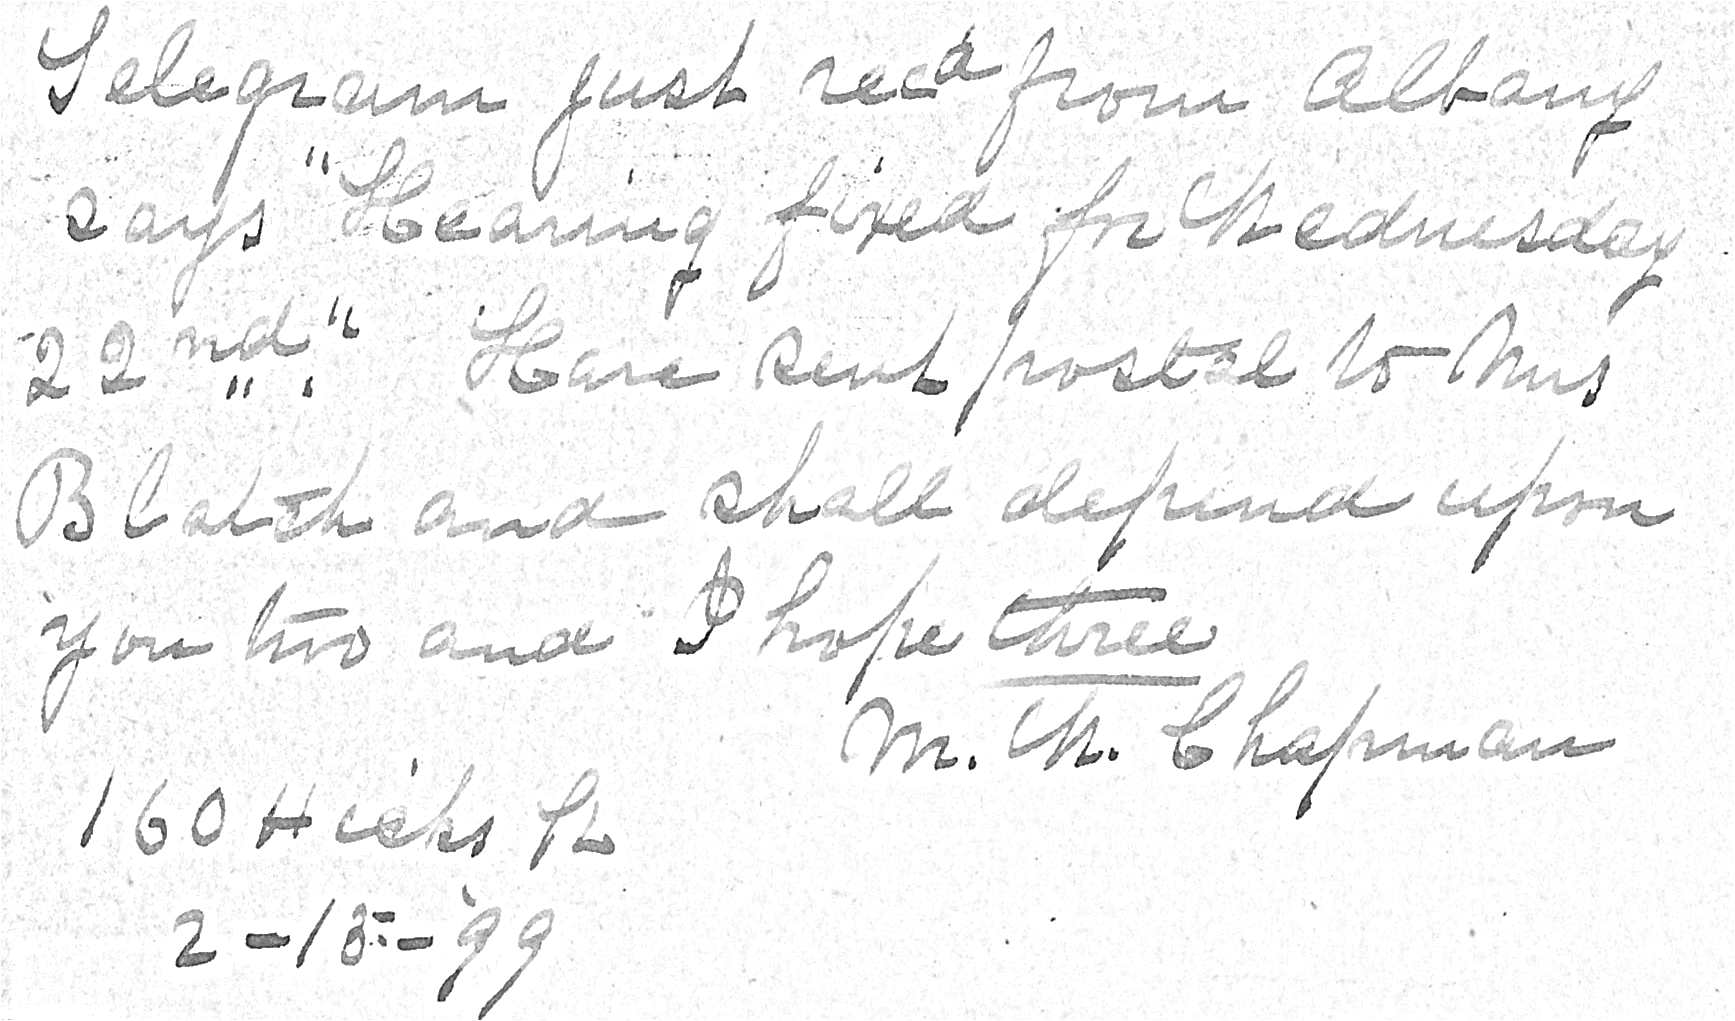 Telegram just recd from Albany
says "Hearing fixed for Wednesday
22nd." Have sent postal to Mrs
Blatch and shall depend upon
you two and I hope three
M. W. Chapman
160 Hicks St
2-15-'99